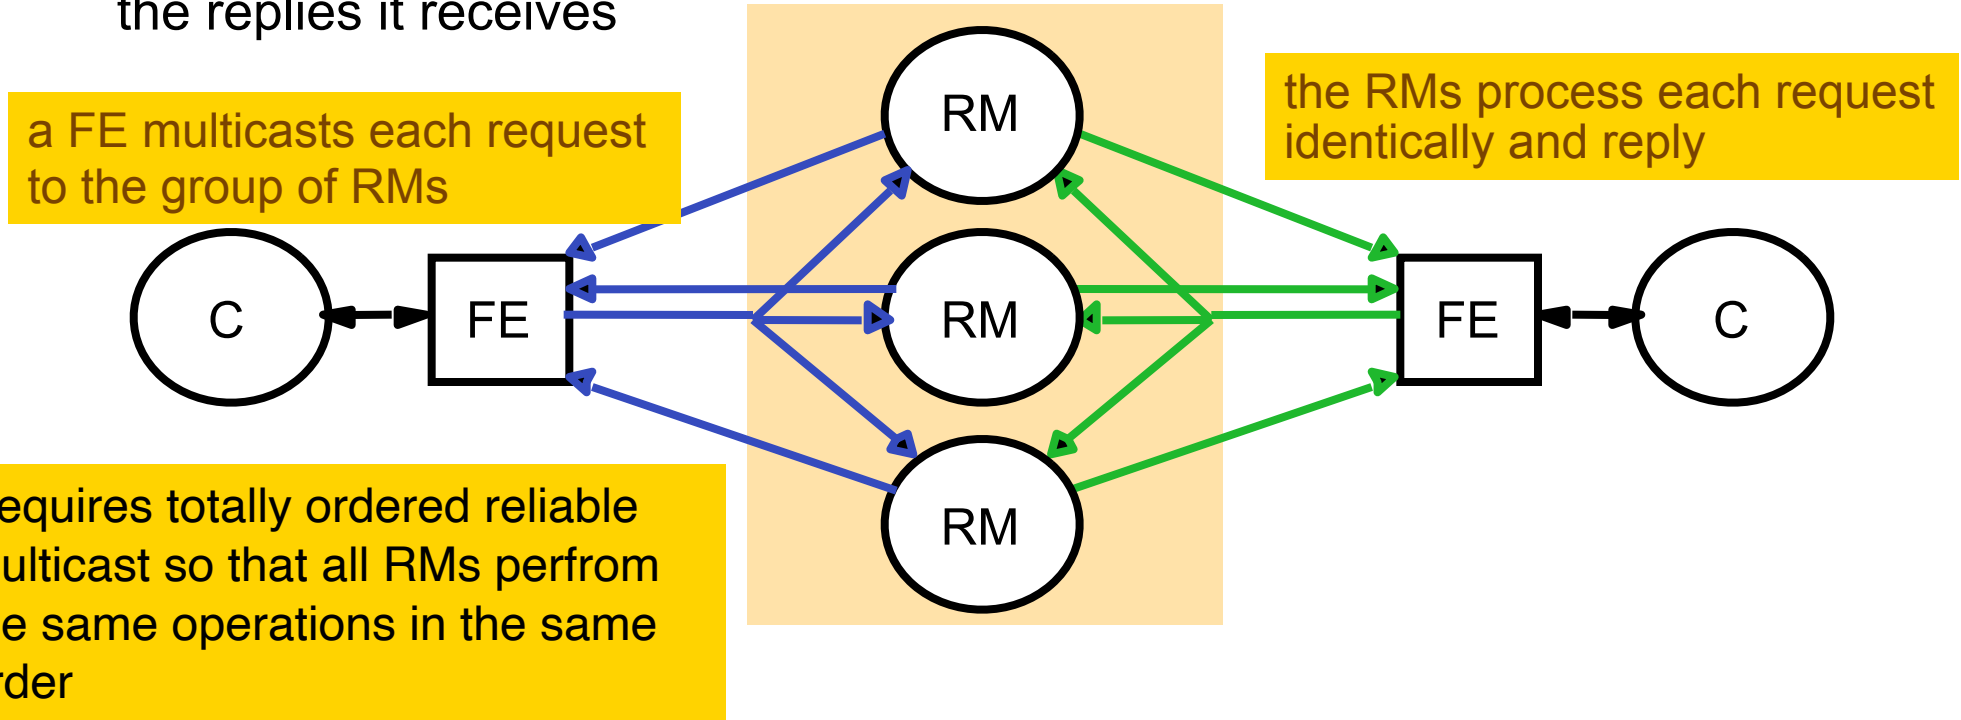 the replies it receives
a FE multicasts each request
to the group of RMs
the RMs process each request
identically and reply
RM
C
FE
RM
FE
C
RM
equires totally ordered reliable
ulticast so that all RMs perfrom
e same operations in the same
rder